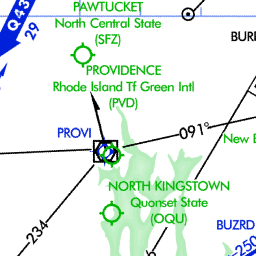 PAWTUCKET
North Central State
(SFZ)
Q43
29
BUR
PROVIDENCE
Rhode Island Tf Green Intl
(PVD)
PROVI
091°
New
NORTH KINGSTOWN
Quonset State
(OQU)
234
BUZRD
250